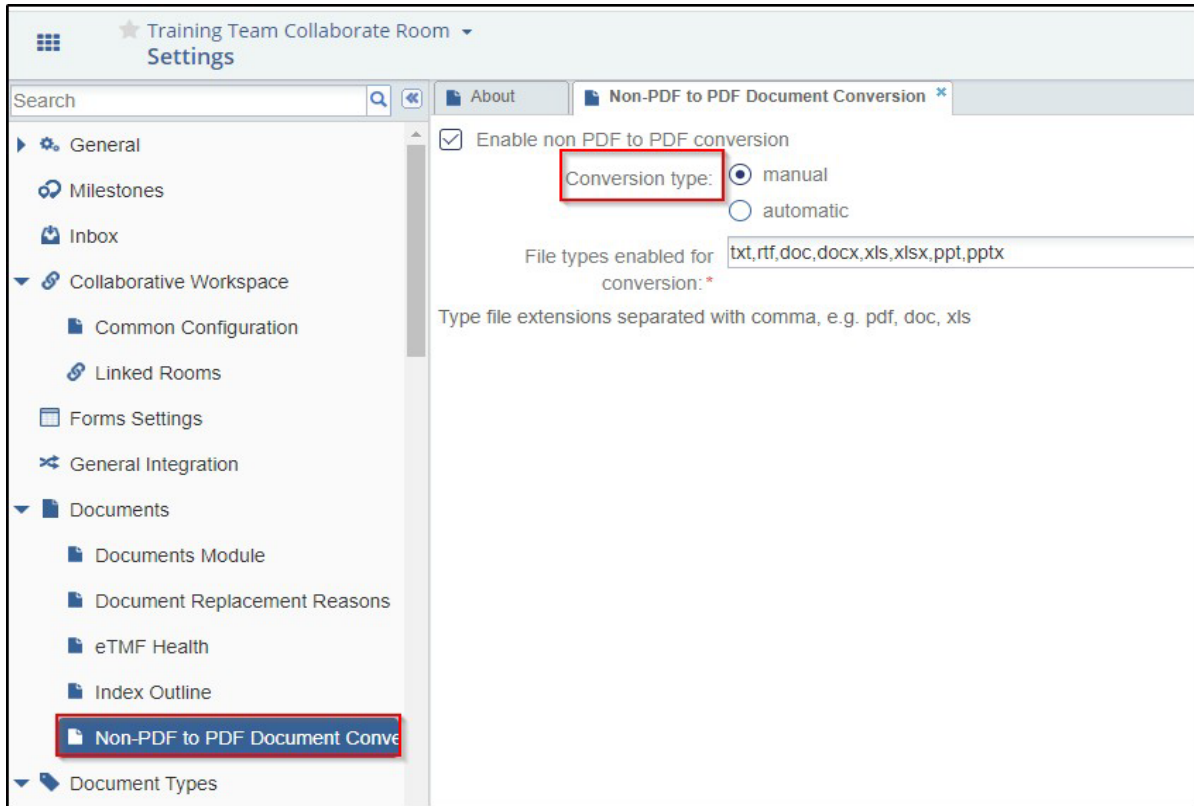 Training Team Collaborate Room
Settings
Search
General
Milestones
Inbox
Collaborative Workspace
Common Configuration
Linked Rooms
Forms Settings
General Integration
Documents
Documents Module
Document Replacement Reasons
eTMF Health
Index Outline
Non-PDF to PDF Document Conve
Document Types
About
Non-PDF to PDF Document Conversion
Enable non PDF to PDF conversion
Conversion type:
manual
automatic
File types enabled for
conversion:*
txt,rtf,doc,docx,xls,xlsx,ppt,pptx
Type file extensions separated with comma, e.g. pdf, doc, xls